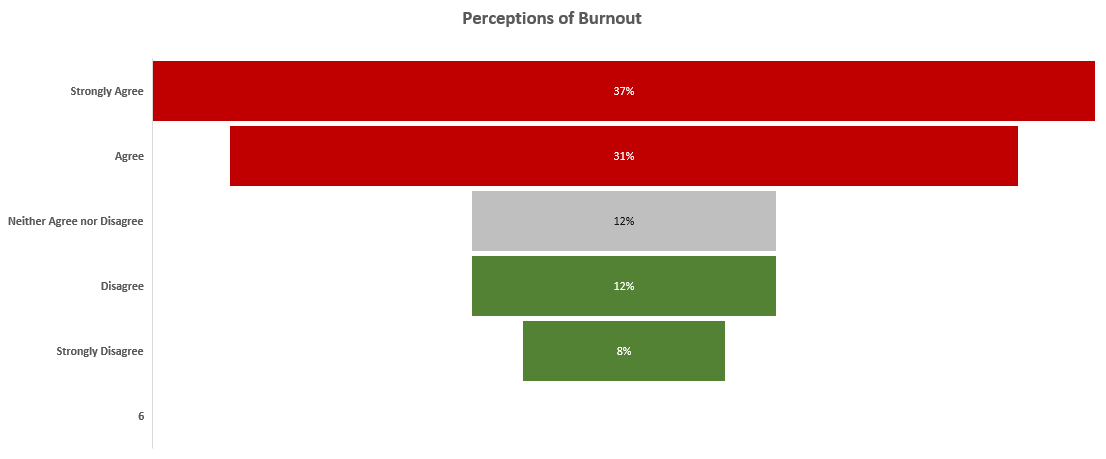 Perceptions of Burnout
Strongly Agree
37%
Agree
31%
Neither Agree nor Disagree
12%
Disagree
12%
Strongly Disagree
8%
6